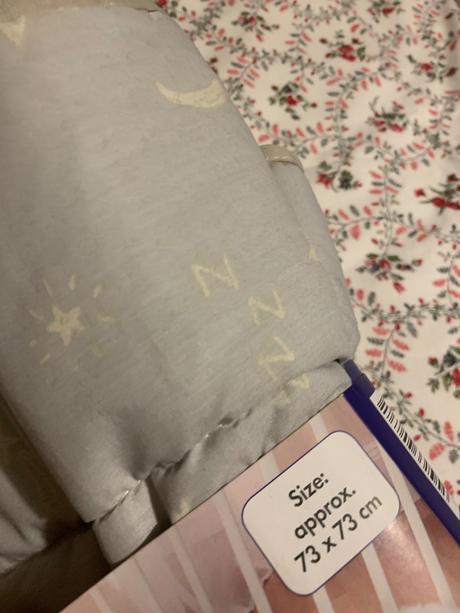 Z
Z
Z
Size:
approx.
73 x 73 cm